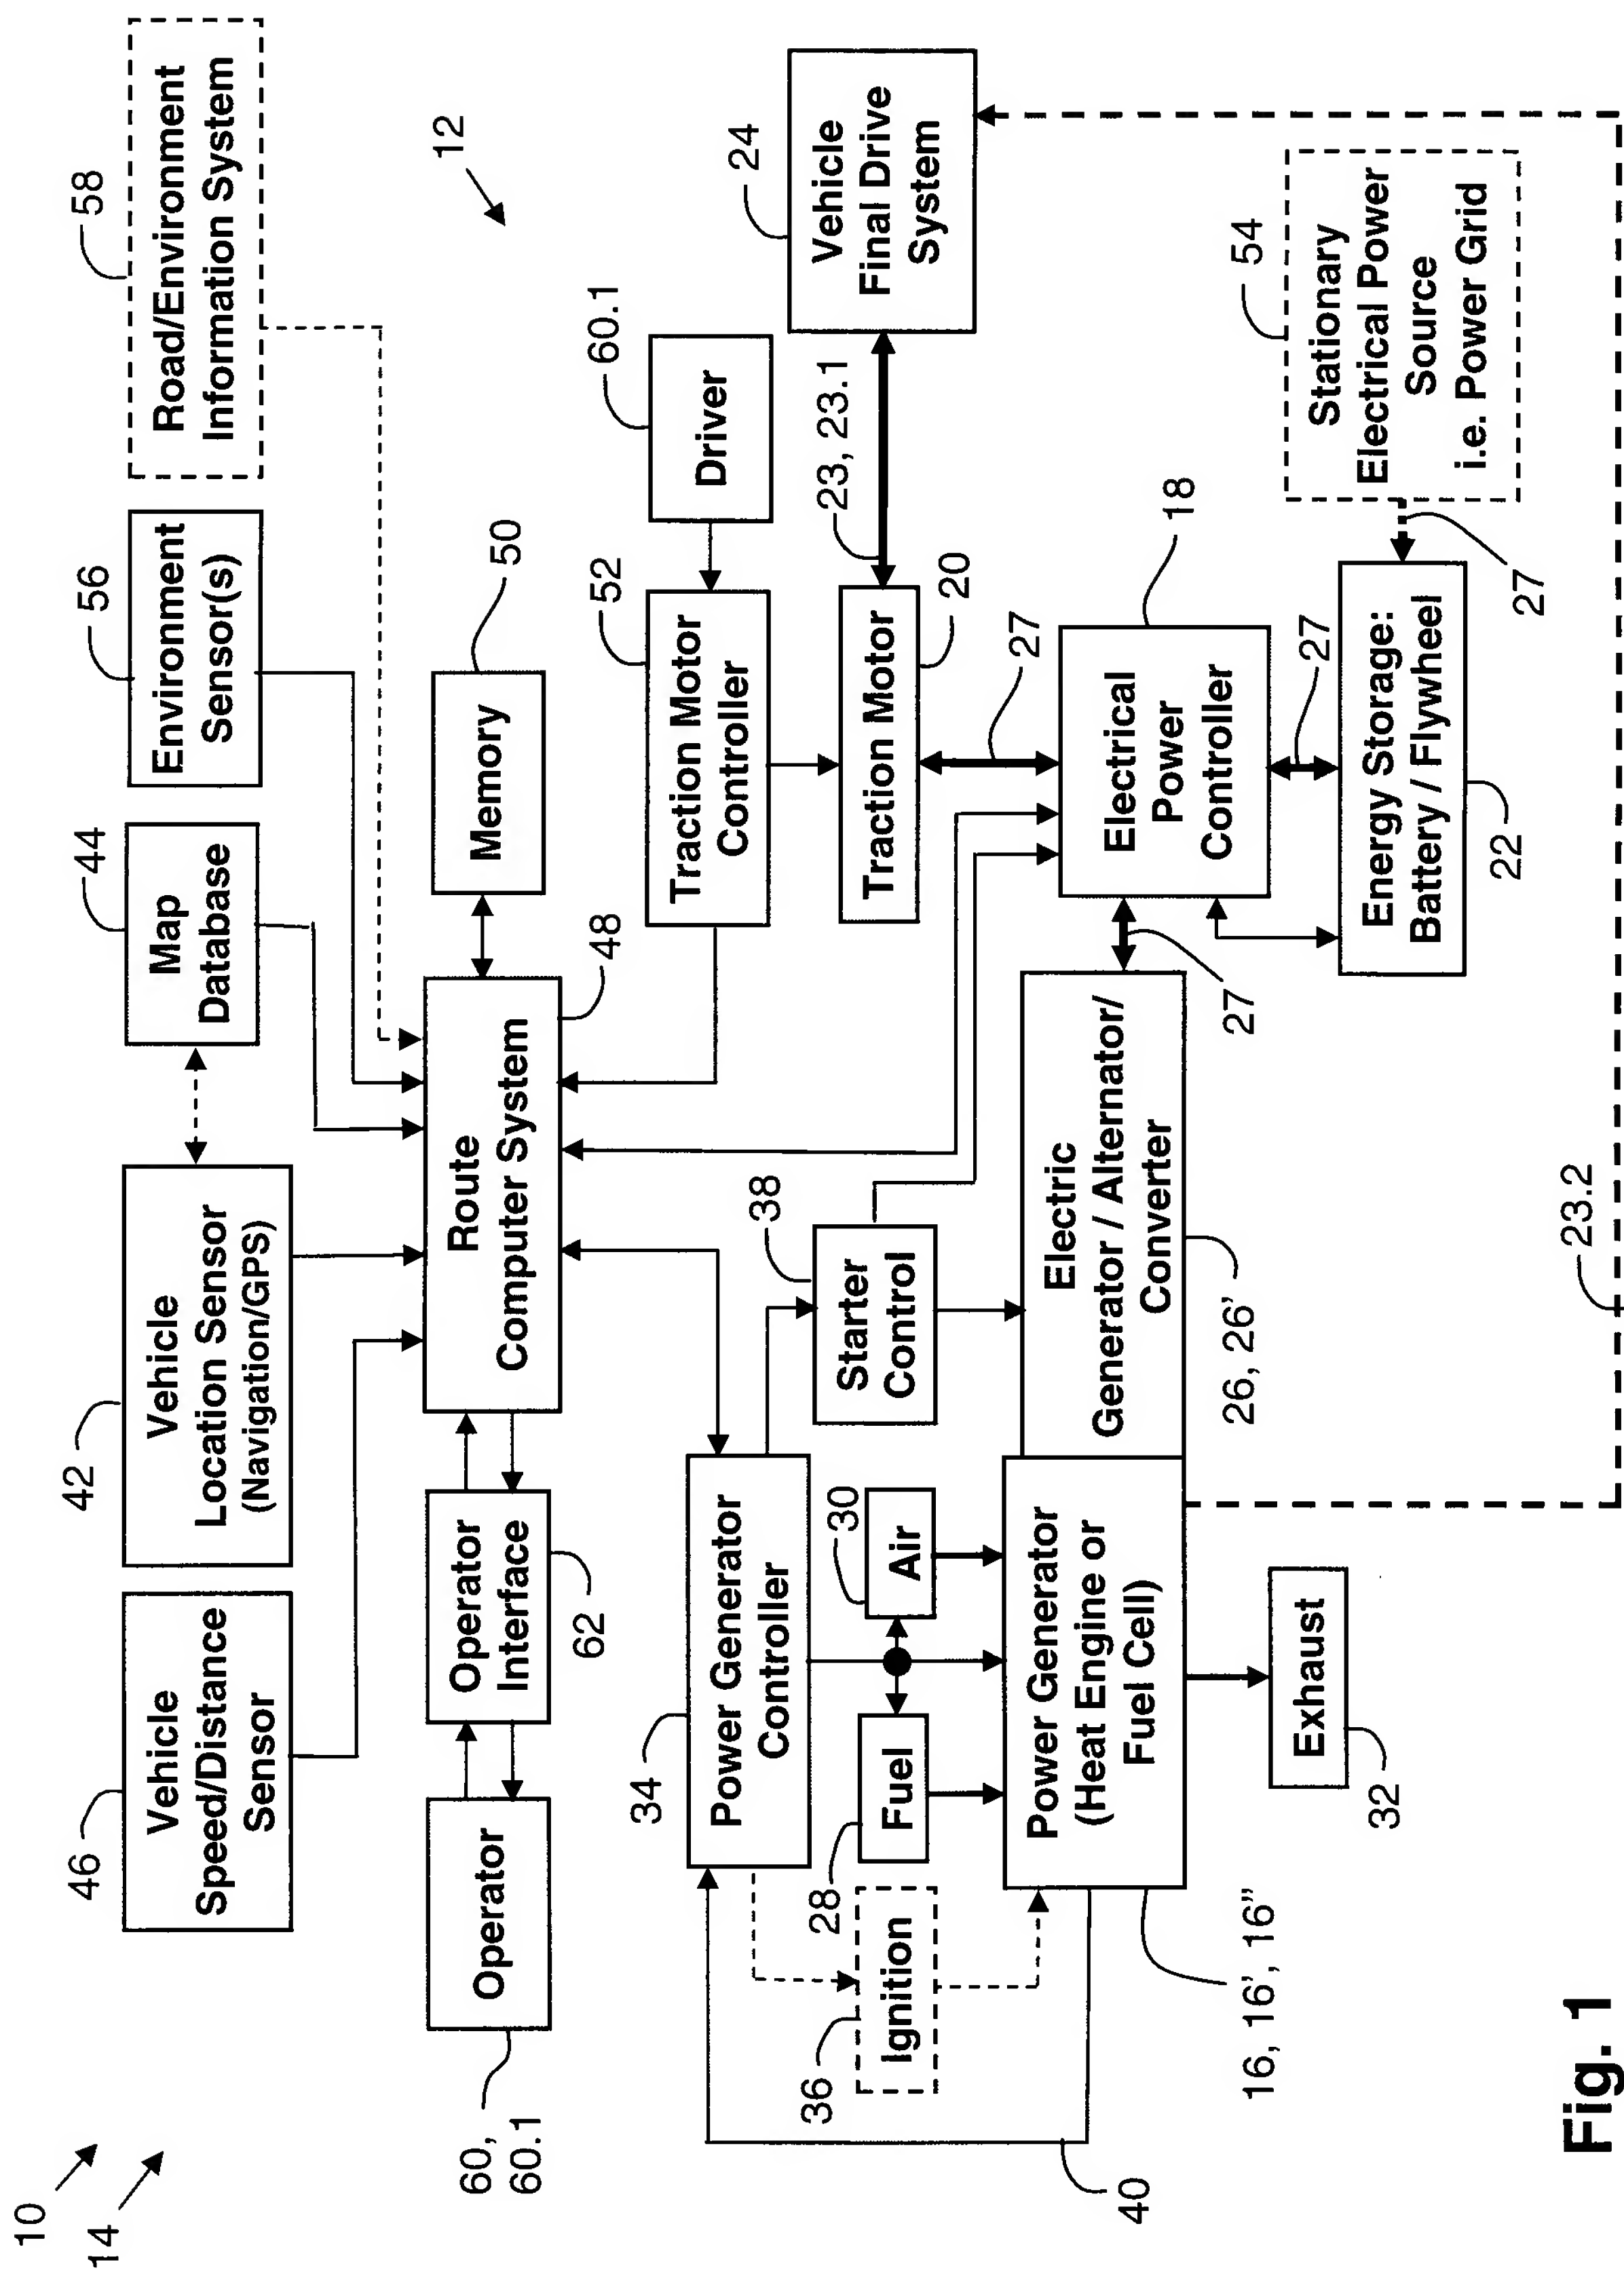 10
14
46
Vehicle
Speed/Distance
Sensor
42
Vehicle
Location Sensor
(Navigation/GPS)
44
Map
Database
56
Environment
Sensor(s)
58
Road/Environment
Information System
12
60,
60.1
Operator
Operator
Interface
62
Route
Computer System
48
Memory
50
34
Power Generator
Controller
38
Starter
Control
52
Traction Motor
Controller
Driver
60.1
36
Ignition
28
Fuel
30
Air
Traction Motor
20
23, 23.1
24
Vehicle
Final Drive
System
40
16, 16', 16"
Power Generator
(Heat Engine or
Fuel Cell)
Electric
Generator / Alternator/
Converter
26, 26'
27
27
Electrical
Power
Controller
18
27
32
Exhaust
Energy Storage:
Battery / Flywheel
22
27
54
Stationary
Electrical Power
Source
i.e. Power Grid
23.2
Fig. 1